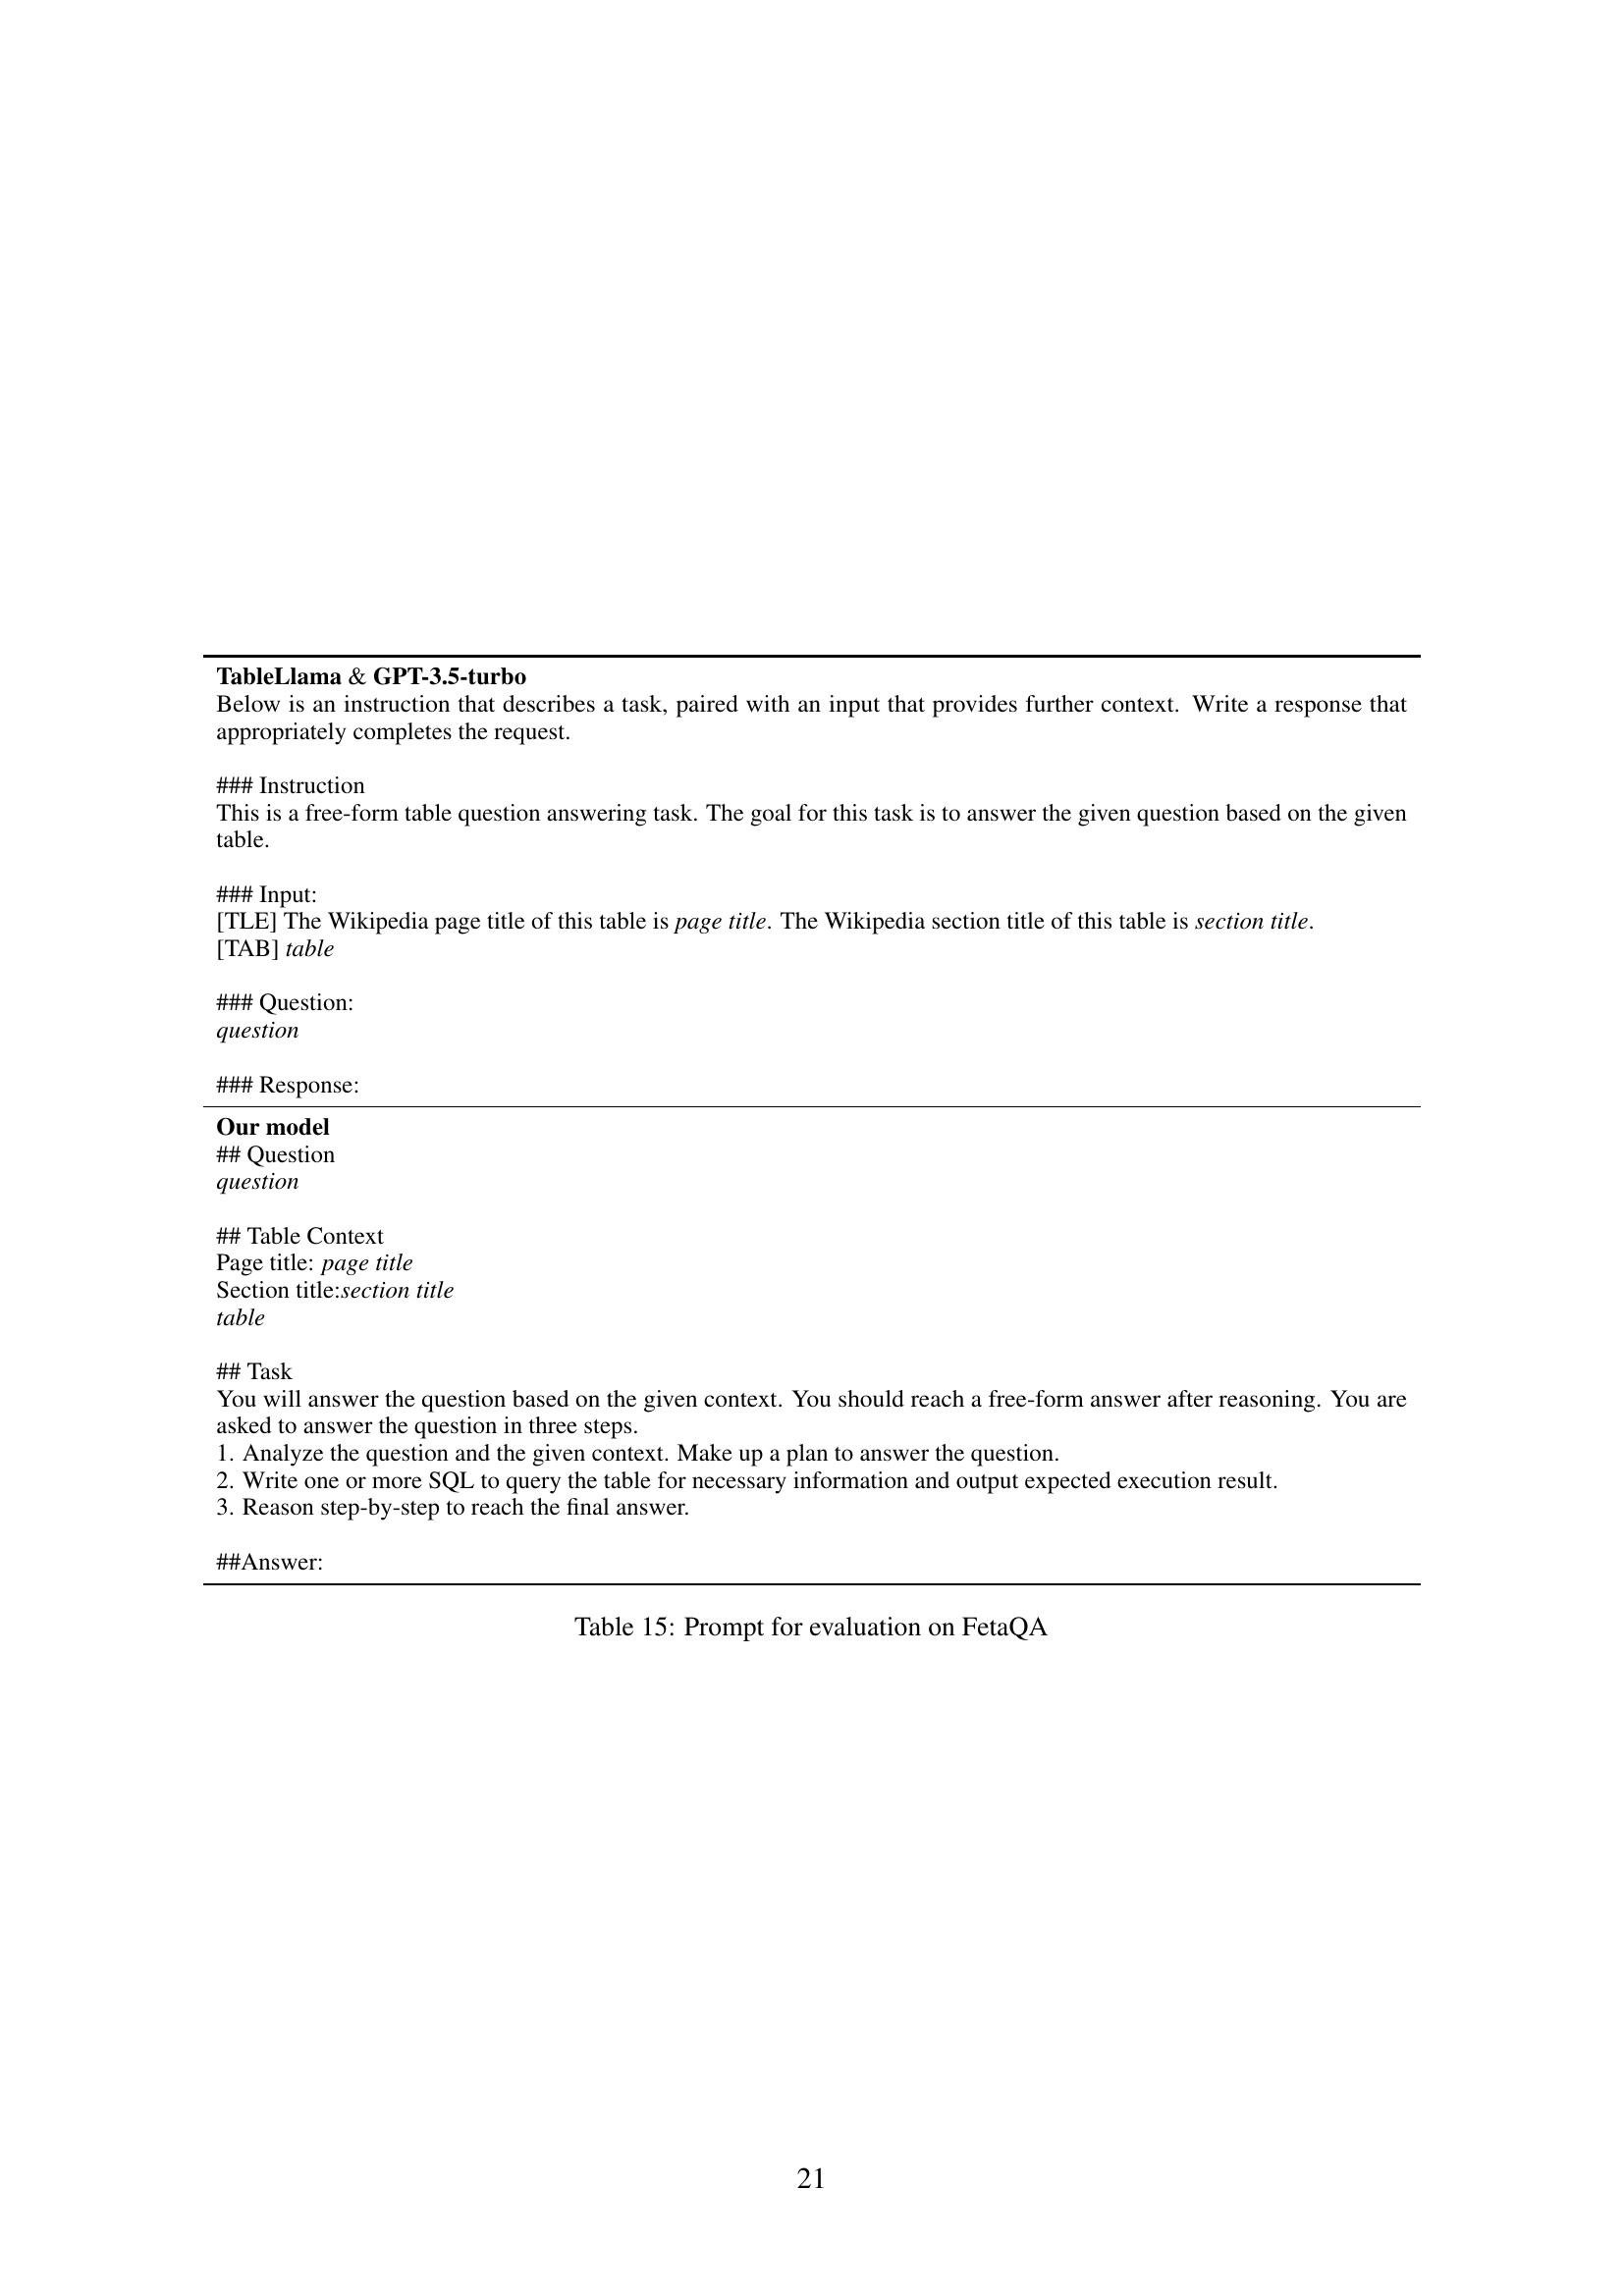 TableLlama & GPT-3.5-turbo
Below is an instruction that describes a task, paired with an input that provides further context. Write a response that
appropriately completes the request.
### Instruction
This is a free-form table question answering task. The goal for this task is to answer the given question based on the given
table.
### Input:
[TLE] The Wikipedia page title of this table is page title. The Wikipedia section title of this table is section title.
[TAB] table
### Question:
question
### Response:
Our model
## Question
question
## Table Context
Page title: page title
Section title:section title
table
## Task
You will answer the question based on the given context. You should reach a free-form answer after reasoning. You are
asked to answer the question in three steps.
1. Analyze the question and the given context. Make up a plan to answer the question.
2. Write one or more SQL to query the table for necessary information and output expected execution result.
3. Reason step-by-step to reach the final answer.
##Answer:
Table 15: Prompt for evaluation on FetaQA
21